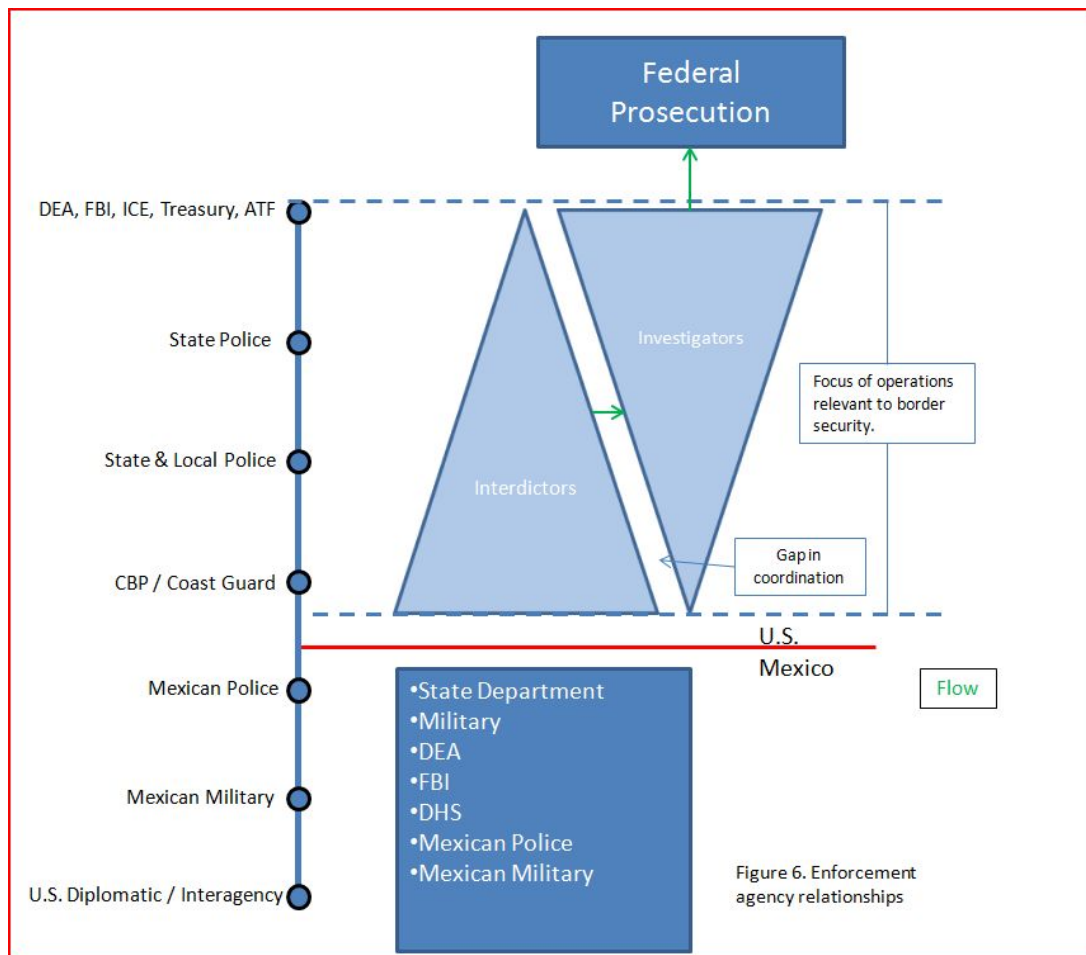 Federal
Prosecution
DEA, FBI, ICE, Treasury, ATF
State Police
Investigators
Focus of operations
relevant to border
security.
State & Local Police
Interdictors
Gap in
coordination
CBP / Coast Guard
U.S.
Mexico
Mexican Police
Flow
•State Department
•Military
•DEA
•FBI
•DHS
•Mexican Police
•Mexican Military
Mexican Military
U.S. Diplomatic / Interagency
Figure 6. Enforcement
agency relationships